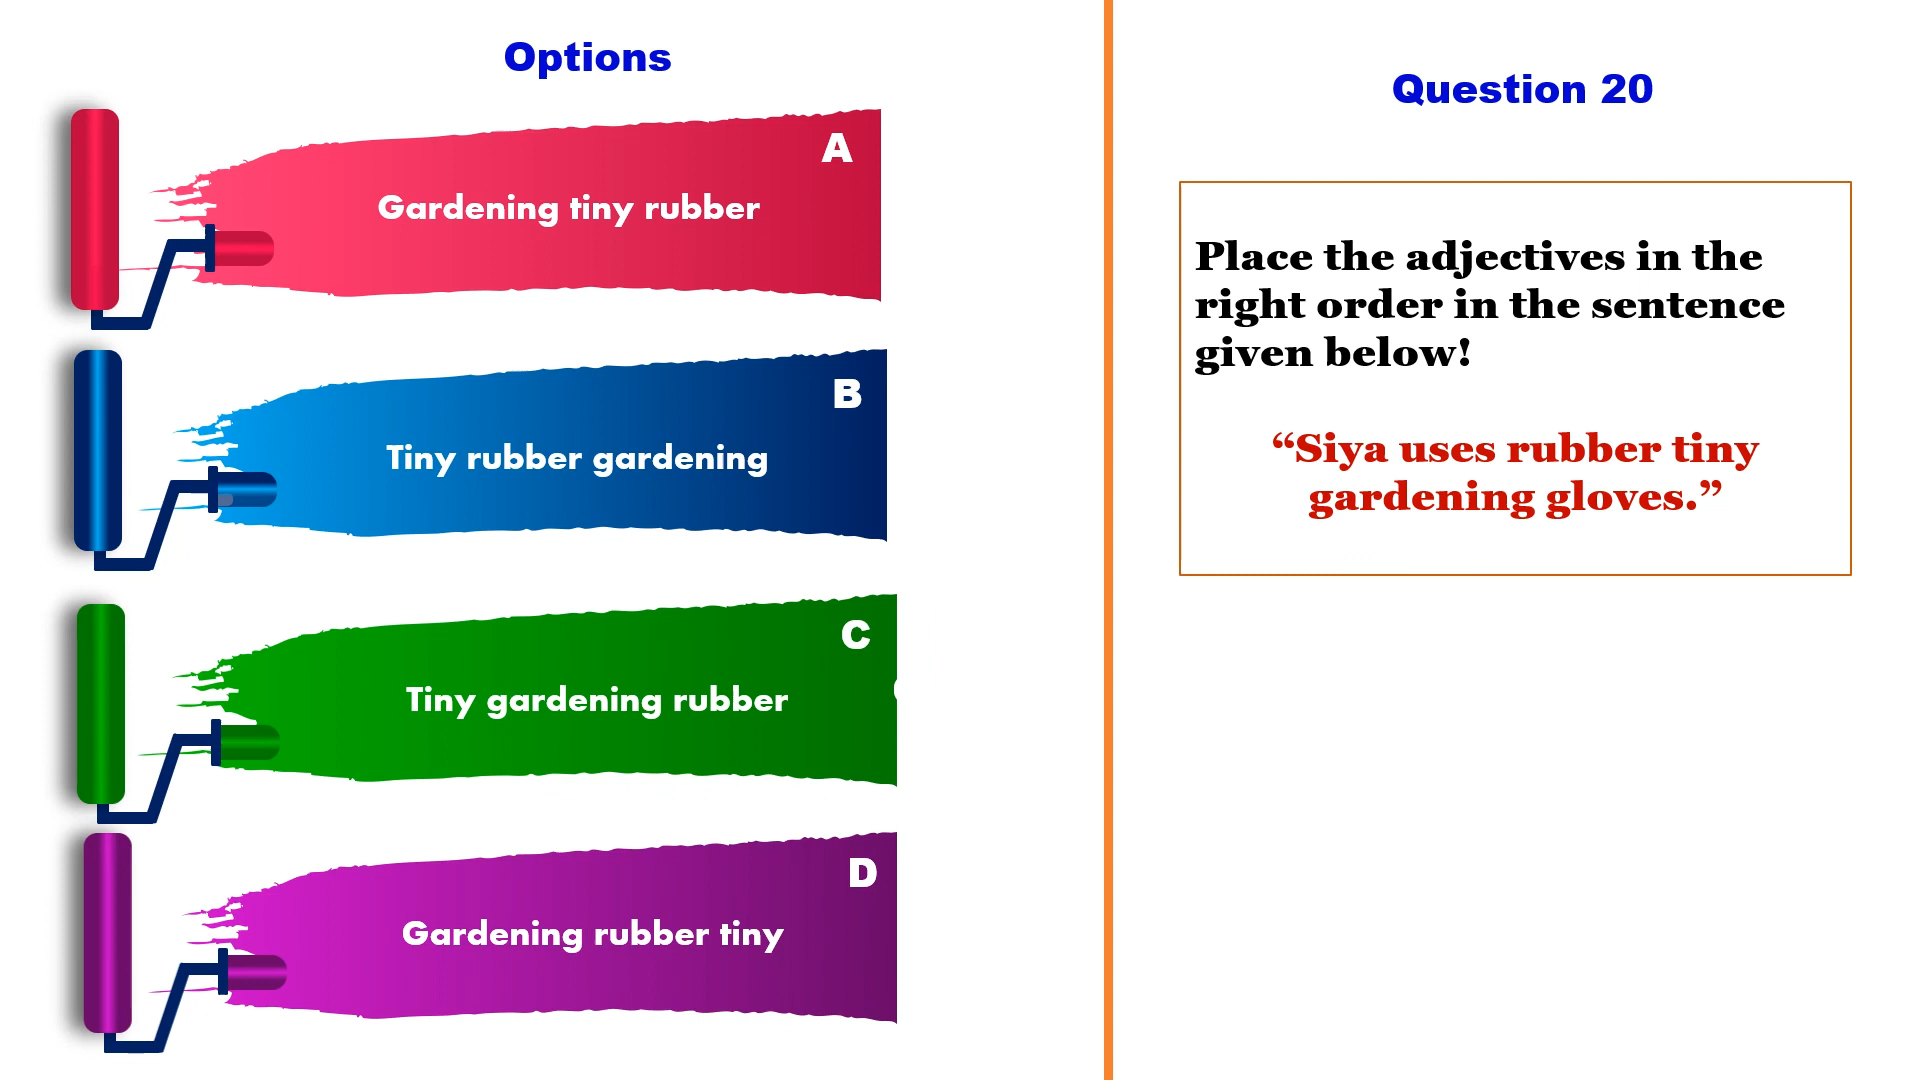 Options
A
Gardening tiny rubber
B
Tiny rubber gardening
C
Tiny gardening rubber
D
Gardening rubber tiny
Question 20
Place the adjectives in the
right order in the sentence
given below!
“Siya uses rubber tiny
gardening gloves.”